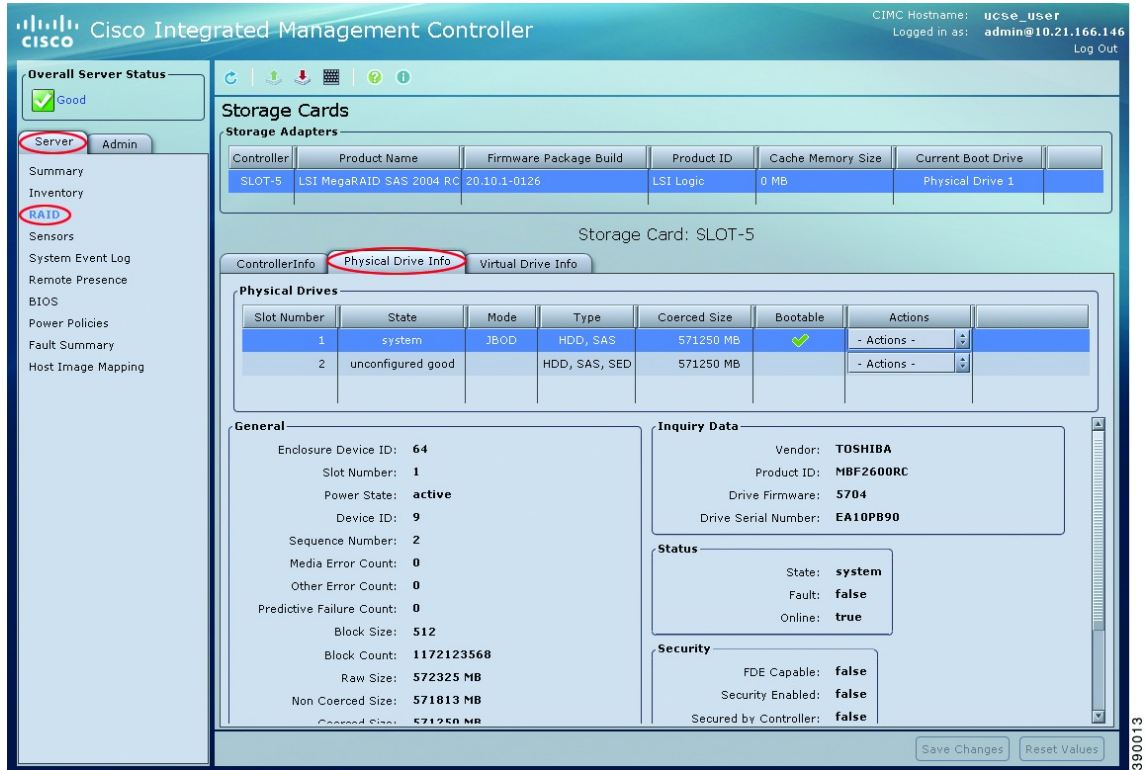 CISCO
Cisco Integrated Management Controller
CIMC Hostname: ucse_user
Logged in as: admin@10.21.166.146
Log Out
Overall Server Status
Good
Server Admin
Summary
Inventory
RAID
Sensors
System Event Log
Remote Presence
BIOS
Power Policies
Fault Summary
Host Image Mapping
Storage Cards
Storage Adapters
Controller Product Name Firmware Package Build Product ID Cache Memory Size Current Boot Drive
SLOT-5 LSI MegaRAID SAS 2004 RC 20.10.1-0126 LSI Logic 0 MB Physical Drive 1
Storage Card: SLOT-5
ControllerInfo Physical Drive Info Virtual Drive Info
Physical Drives
Slot Number State Mode Type Coerced Size Bootable Actions
1 system JBOD HDD, SAS 571250 MB - Actions -
2 unconfigured good HDD, SAS, SED 571250 MB - Actions -
General
Enclosure Device ID: 64
Slot Number: 1
Power State: active
Device ID: 9
Sequence Number: 2
Media Error Count: 0
Other Error Count: 0
Predictive Failure Count: 0
Block Size: 512
Block Count: 1172123568
Raw Size: 572325 MB
Non Coerced Size: 571813 MB
Coerced Size: 571250 MB
Inquiry Data
Vendor: TOSHIBA
Product ID: MBF2600RC
Drive Firmware: 5704
Drive Serial Number: EA10PB90
Status
State: system
Fault: false
Online: true
Security
FDE Capable: false
Security Enabled: false
Secured by Controller: false
Save Changes Reset Values
390013